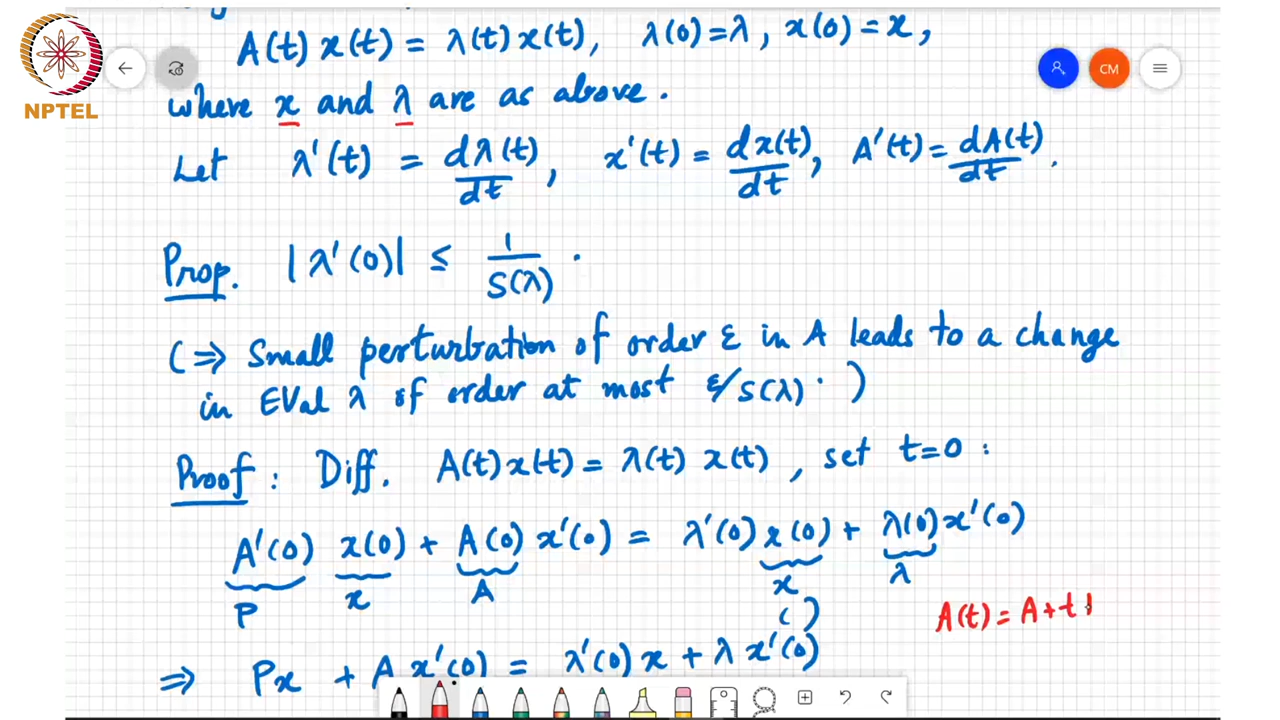 A(t) x(t) = λ(t) x(t), λ(0) = λ, x(0) = x,
NPTEL
CM
where x and λ are as above.
Let λ'(t) = dλ(t)/dt, x'(t) = dx(t)/dt, A'(t) = dA(t)/dt.
Prop. |λ'(0)| ≤ 1/S(λ).
(⇒ Small perturbation of order ε in A leads to a change
in EVal λ of order at most ε/S(λ).)
Proof: Diff. A(t) x(t) = λ(t) x(t), set t=0:
A'(0) x(0) + A(0) x'(0) = λ'(0) x(0) + λ(0) x'(0)
P x A x λ
( )
A(t) = A + t
⇒ Px + A x'(0) = λ'(0) x + λ x'(0)